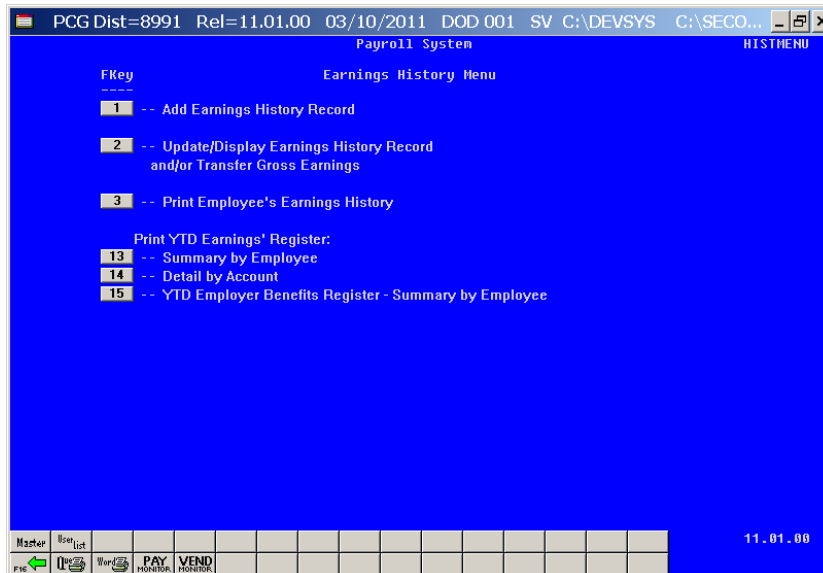 PCG Dist=8991 Rel=11.01.00 03/10/2011 DOD 001 SV C:\DEVSYS C:\SECO...
Payroll System HISTMENU
FKey Earnings History Menu
----
1 -- Add Earnings History Record
2 -- Update/Display Earnings History Record
and/or Transfer Gross Earnings
3 -- Print Employee's Earnings History
Print YTD Earnings' Register:
13 -- Summary by Employee
14 -- Detail by Account
15 -- YTD Employer Benefits Register - Summary by Employee
Master User list 11.01.00
F16 Que Word PAY MONITOR VEND MONITOR